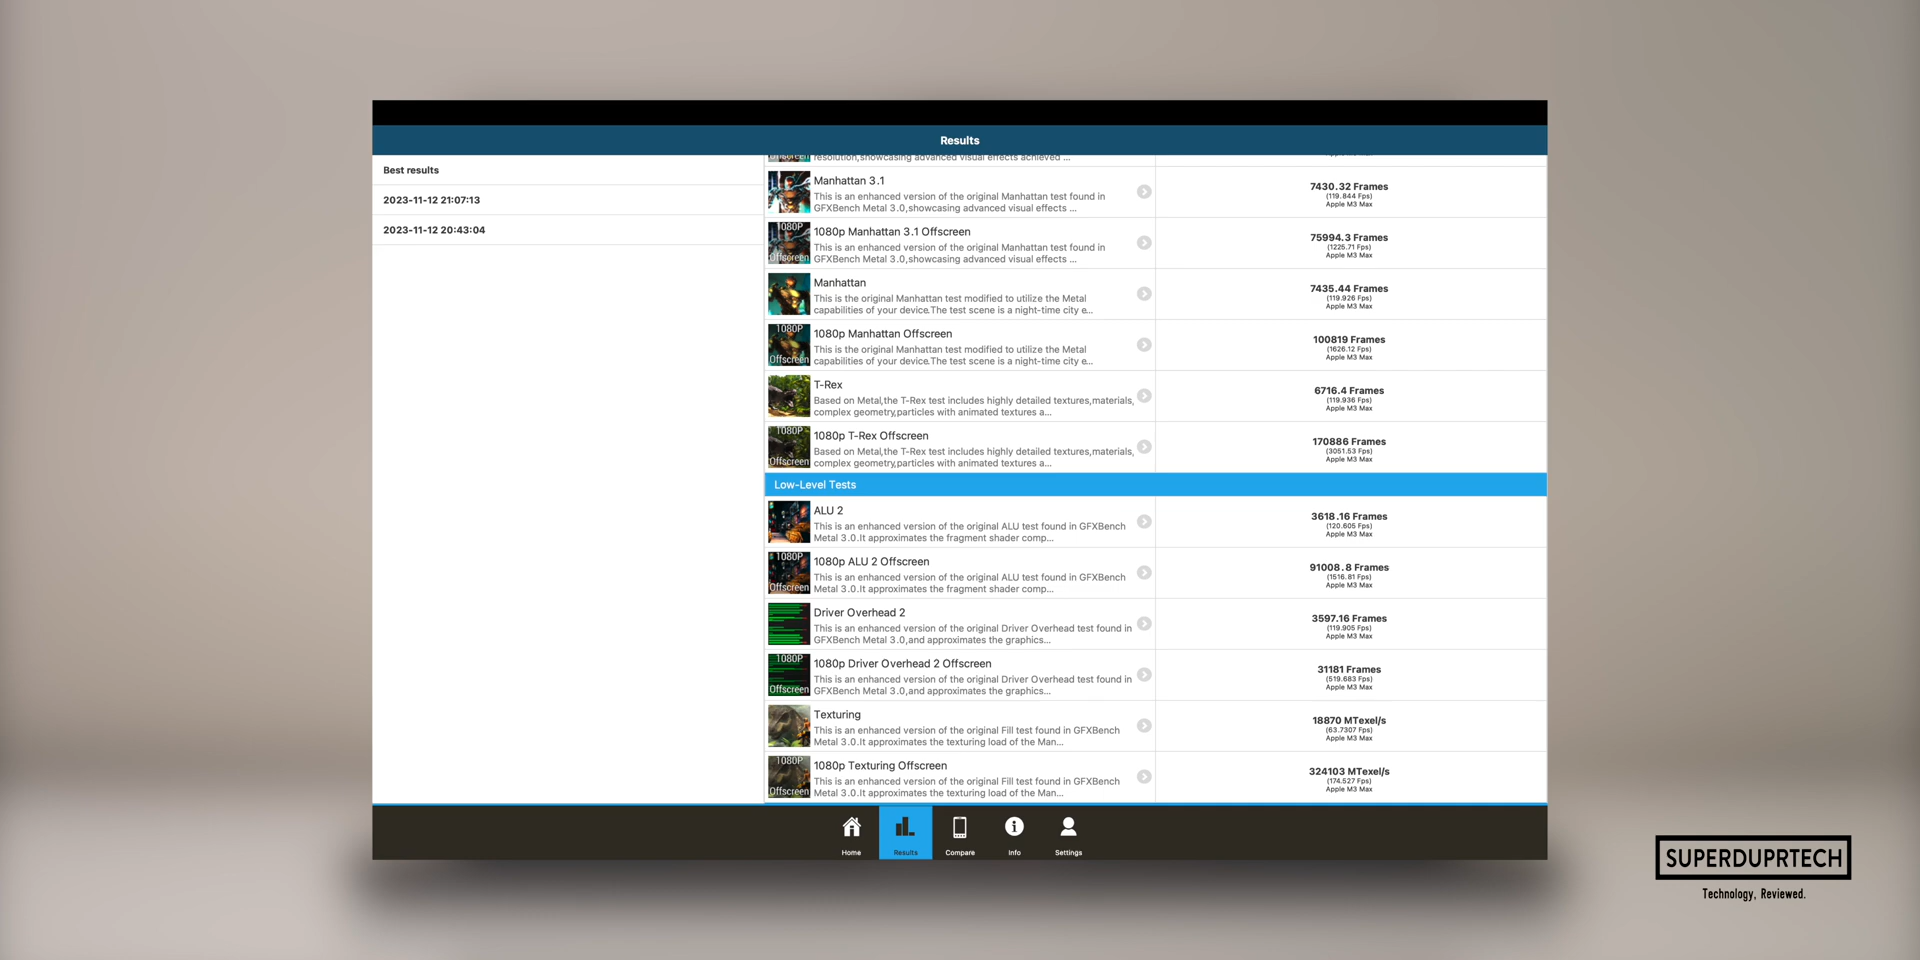 Results
Best results
2023-11-12 21:07:13
2023-11-12 20:43:04
Offscreen
resolution,showcasing advanced visual effects achieved ...
Manhattan 3.1
This is an enhanced version of the original Manhattan test found in
GFXBench Metal 3.0,showcasing advanced visual effects ...
7430.32 Frames
(119.844 Fps)
Apple M3 Max
1080P
Offscreen
1080p Manhattan 3.1 Offscreen
This is an enhanced version of the original Manhattan test found in
GFXBench Metal 3.0,showcasing advanced visual effects ...
75994.3 Frames
(1225.71 Fps)
Apple M3 Max
Manhattan
This is the original Manhattan test modified to utilize the Metal
capabilities of your device.The test scene is a night-time city e...
7435.44 Frames
(119.926 Fps)
Apple M3 Max
1080P
Offscreen
1080p Manhattan Offscreen
This is the original Manhattan test modified to utilize the Metal
capabilities of your device.The test scene is a night-time city e...
100819 Frames
(1626.12 Fps)
Apple M3 Max
T-Rex
Based on Metal,the T-Rex test includes highly detailed textures,materials,
complex geometry,particles with animated textures a...
6716.4 Frames
(119.936 Fps)
Apple M3 Max
1080P
Offscreen
1080p T-Rex Offscreen
Based on Metal,the T-Rex test includes highly detailed textures,materials,
complex geometry,particles with animated textures a...
170886 Frames
(3051.53 Fps)
Apple M3 Max
Low-Level Tests
ALU 2
This is an enhanced version of the original ALU test found in GFXBench
Metal 3.0.It approximates the fragment shader comp...
3618.16 Frames
(120.605 Fps)
Apple M3 Max
1080P
Offscreen
1080p ALU 2 Offscreen
This is an enhanced version of the original ALU test found in GFXBench
Metal 3.0.It approximates the fragment shader comp...
91008.8 Frames
(1516.81 Fps)
Apple M3 Max
Driver Overhead 2
This is an enhanced version of the original Driver Overhead test found in
GFXBench Metal 3.0,and approximates the graphics...
3597.16 Frames
(119.905 Fps)
Apple M3 Max
1080P
Offscreen
1080p Driver Overhead 2 Offscreen
This is an enhanced version of the original Driver Overhead test found in
GFXBench Metal 3.0,and approximates the graphics...
31181 Frames
(519.683 Fps)
Apple M3 Max
Texturing
This is an enhanced version of the original Fill test found in GFXBench
Metal 3.0.It approximates the texturing load of the Man...
18870 MTexel/s
(63.7307 Fps)
Apple M3 Max
1080P
Offscreen
1080p Texturing Offscreen
This is an enhanced version of the original Fill test found in GFXBench
Metal 3.0.It approximates the texturing load of the Man...
324103 MTexel/s
(174.527 Fps)
Apple M3 Max
Home
Results
Compare
Info
Settings
SUPERDUPRTECH
Technology, Reviewed.